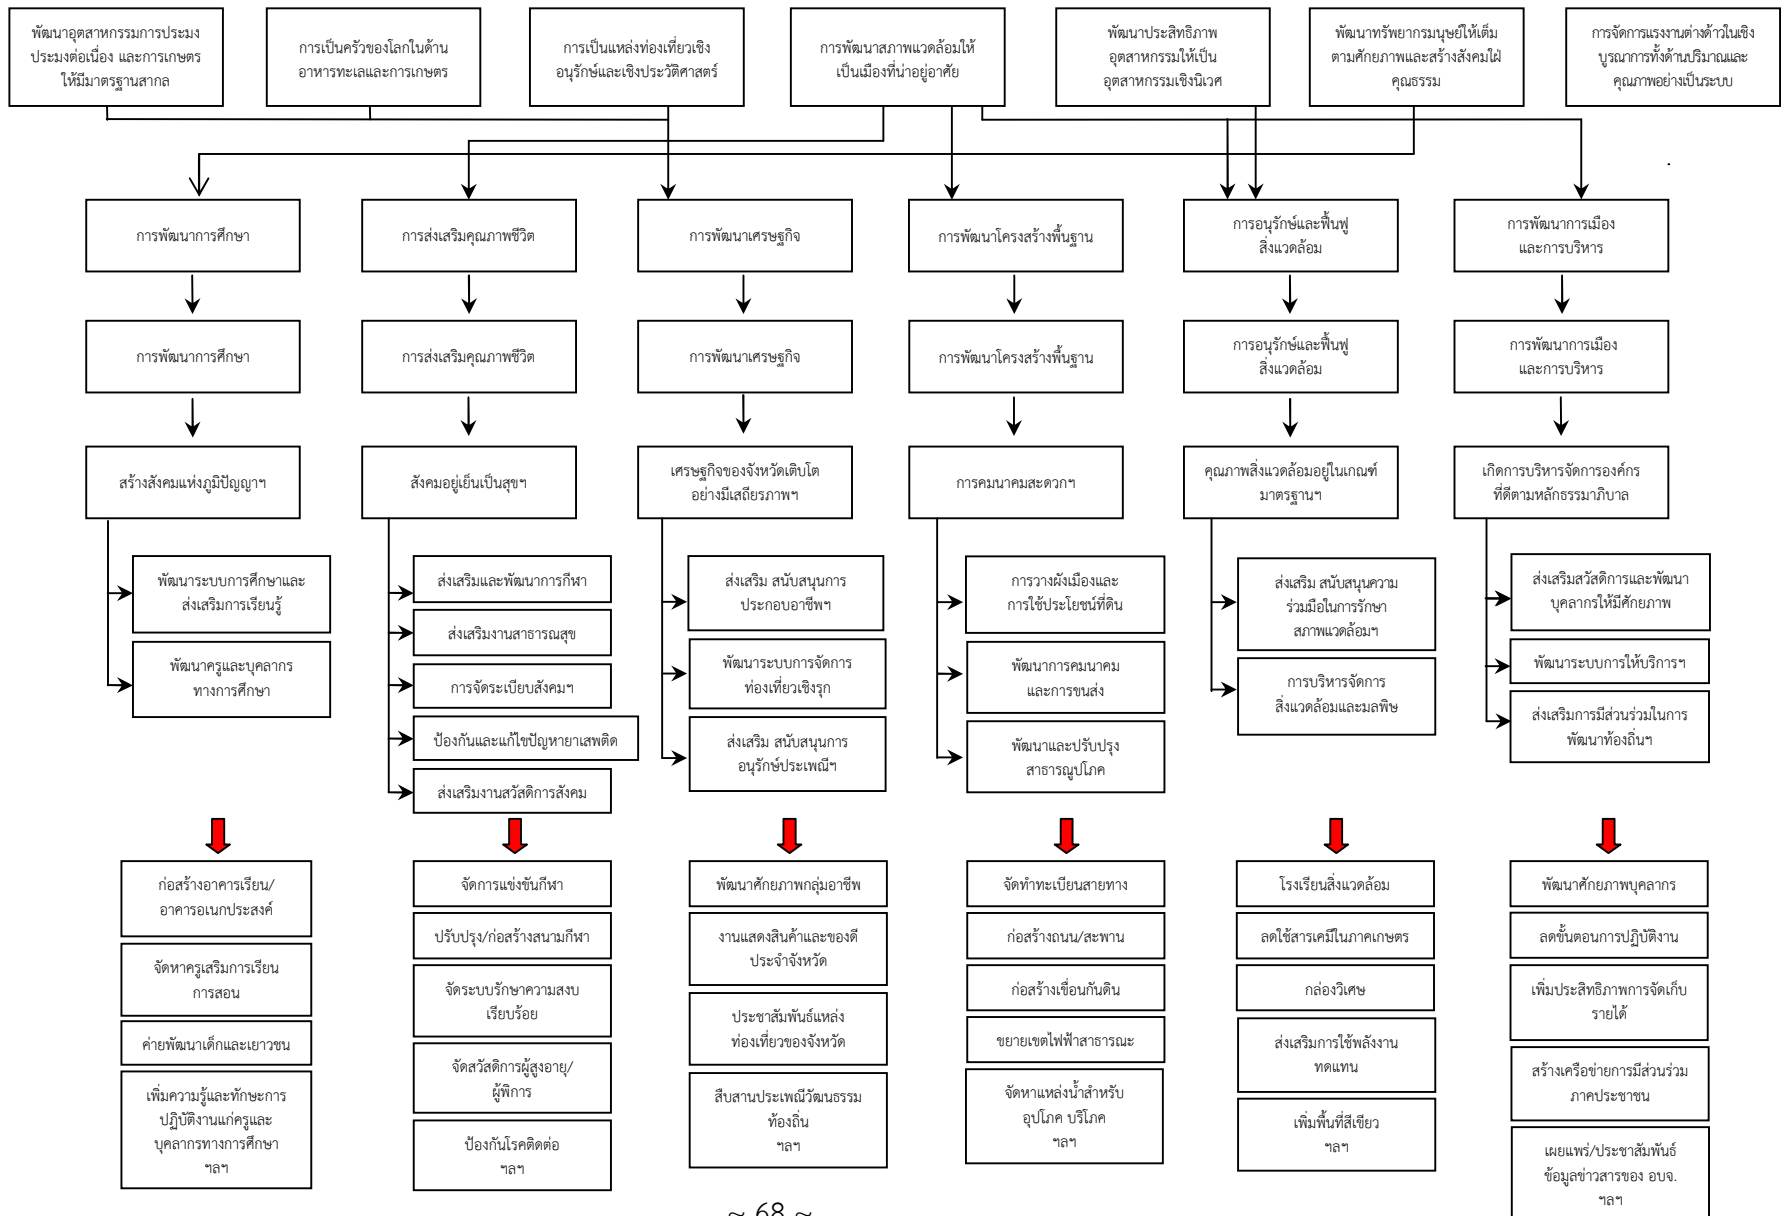 พัฒนาอุตสาหกรรมการประมง
ประมงต่อเนื่อง และการเกษตร
ให้มีมาตรฐานสากล
การเป็นครัวของโลกในด้าน
อาหารทะเลและการเกษตร
การเป็นแหล่งท่องเที่ยวเชิง
อนุรักษ์และเชิงประวัติศาสตร์
การพัฒนาสภาพแวดล้อมให้
เป็นเมืองที่น่าอยู่อาศัย
พัฒนาประสิทธิภาพ
อุตสาหกรรมให้เป็น
อุตสาหกรรมเชิงนิเวศ
พัฒนาทรัพยากรมนุษย์ให้เต็ม
ตามศักยภาพและสร้างสังคมใฝ่
คุณธรรม
การจัดการแรงงานต่างด้าวในเชิง
บูรณาการทั้งด้านปริมาณและ
คุณภาพอย่างเป็นระบบ
การพัฒนาการศึกษา
การส่งเสริมคุณภาพชีวิต
การพัฒนาเศรษฐกิจ
การพัฒนาโครงสร้างพื้นฐาน
การอนุรักษ์และฟื้นฟู
สิ่งแวดล้อม
การพัฒนาการเมือง
และการบริหาร
การพัฒนาการศึกษา
การส่งเสริมคุณภาพชีวิต
การพัฒนาเศรษฐกิจ
การพัฒนาโครงสร้างพื้นฐาน
การอนุรักษ์และฟื้นฟู
สิ่งแวดล้อม
การพัฒนาการเมือง
และการบริหาร
สร้างสังคมแห่งภูมิปัญญาฯ
สังคมอยู่เย็นเป็นสุขฯ
เศรษฐกิจของจังหวัดเติบโต
อย่างมีเสถียรภาพฯ
การคมนาคมสะดวกฯ
คุณภาพสิ่งแวดล้อมอยู่ในเกณฑ์
มาตรฐานฯ
เกิดการบริหารจัดการองค์กร
ที่ดีตามหลักธรรมาภิบาล
พัฒนาระบบการศึกษาและ
ส่งเสริมการเรียนรู้
พัฒนาครูและบุคลากร
ทางการศึกษา
ส่งเสริมและพัฒนาการกีฬา
ส่งเสริมงานสาธารณสุข
การจัดระเบียบสังคมฯ
ป้องกันและแก้ไขปัญหายาเสพติด
ส่งเสริมงานสวัสดิการสังคม
ส่งเสริม สนับสนุนการ
ประกอบอาชีพฯ
พัฒนาระบบการจัดการ
ท่องเที่ยวเชิงรุก
ส่งเสริม สนับสนุนการ
อนุรักษ์ประเพณีฯ
การวางผังเมืองและ
การใช้ประโยชน์ที่ดิน
พัฒนาการคมนาคม
และการขนส่ง
พัฒนาและปรับปรุง
สาธารณูปโภค
ส่งเสริม สนับสนุนความ
ร่วมมือในการรักษา
สภาพแวดล้อมฯ
การบริหารจัดการ
สิ่งแวดล้อมและมลพิษ
ส่งเสริมสวัสดิการและพัฒนา
บุคลากรให้มีศักยภาพ
พัฒนาระบบการให้บริการฯ
ส่งเสริมการมีส่วนร่วมในการ
พัฒนาท้องถิ่นฯ
ก่อสร้างอาคารเรียน/
อาคารอเนกประสงค์
จัดหาครูเสริมการเรียน
การสอน
ค่ายพัฒนาเด็กและเยาวชน
เพิ่มความรู้และทักษะการ
ปฏิบัติงานแก่ครูและ
บุคลากรทางการศึกษา
ฯลฯ
จัดการแข่งขันกีฬา
ปรับปรุง/ก่อสร้างสนามกีฬา
จัดระบบรักษาความสงบ
เรียบร้อย
จัดสวัสดิการผู้สูงอายุ/
ผู้พิการ
ป้องกันโรคติดต่อ
ฯลฯ
พัฒนาศักยภาพกลุ่มอาชีพ
งานแสดงสินค้าและของดี
ประจำจังหวัด
ประชาสัมพันธ์แหล่ง
ท่องเที่ยวของจังหวัด
สืบสานประเพณีวัฒนธรรม
ท้องถิ่น
ฯลฯ
จัดทำทะเบียนสายทาง
ก่อสร้างถนน/สะพาน
ก่อสร้างเขื่อนกันดิน
ขยายเขตไฟฟ้าสาธารณะ
จัดหาแหล่งน้ำสำหรับ
อุปโภค บริโภค
ฯลฯ
โรงเรียนสิ่งแวดล้อม
ลดใช้สารเคมีในภาคเกษตร
กล่องวิเศษ
ส่งเสริมการใช้พลังงาน
ทดแทน
เพิ่มพื้นที่สีเขียว
ฯลฯ
พัฒนาศักยภาพบุคลากร
ลดขั้นตอนการปฏิบัติงาน
เพิ่มประสิทธิภาพการจัดเก็บ
รายได้
สร้างเครือข่ายการมีส่วนร่วม
ภาคประชาชน
เผยแพร่/ประชาสัมพันธ์
ข้อมูลข่าวสารของ อบจ.
ฯลฯ
~ 68 ~